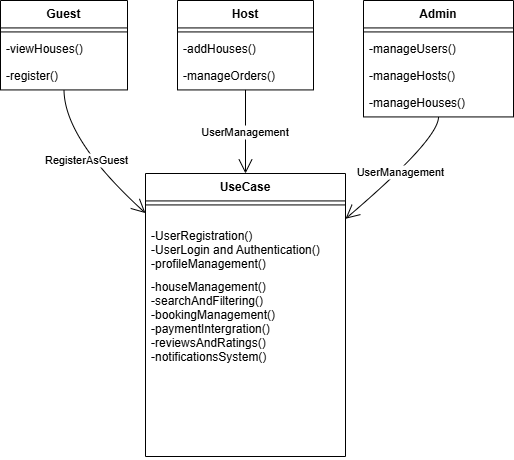 Guest
-viewHouses()
-register()
Host
-addHouses()
-manageOrders()
Admin
-manageUsers()
-manageHosts()
-manageHouses()
RegisterAsGuest
UserManagement
UserManagement
UseCase
-UserRegistration()
-UserLogin and Authentication()
-profileManagement()
-houseManagement()
-searchAndFiltering()
-bookingManagement()
-paymentIntergration()
-reviewsAndRatings()
-notificationsSystem()